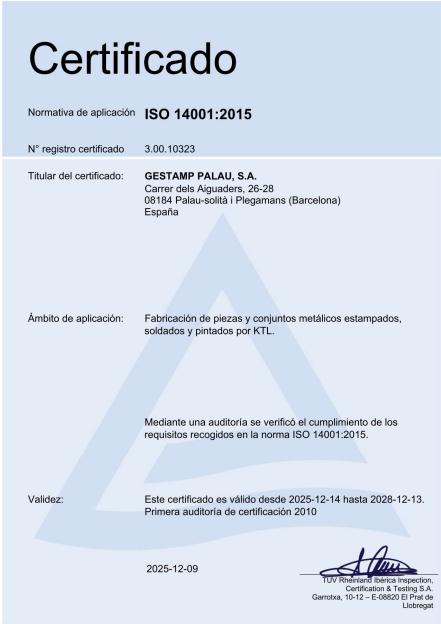 Certificado
Normativa de aplicación ISO 14001:2015
N° registro certificado 3.00.10323
Titular del certificado: GESTAMP PALAU, S.A.
Carrer dels Aiguaders, 26-28
08184 Palau-solità i Plegamans (Barcelona)
España
Ámbito de aplicación: Fabricación de piezas y conjuntos metálicos estampados,
soldados y pintados por KTL.
Mediante una auditoría se verificó el cumplimiento de los
requisitos recogidos en la norma ISO 14001:2015.
Validez: Este certificado es válido desde 2025-12-14 hasta 2028-12-13.
Primera auditoría de certificación 2010
2025-12-09
TÜV Rheinland Ibérica Inspection,
Certification & Testing S.A.
Garrotxa, 10-12 – E-08820 El Prat de
Llobregat